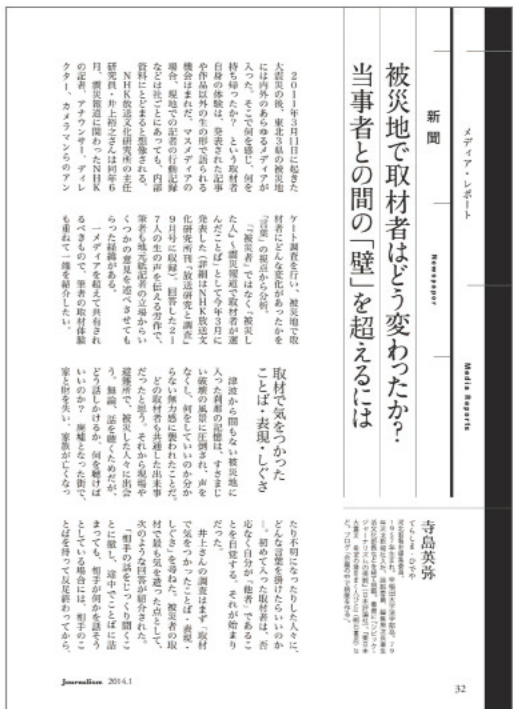 メディア・レポート
Media Reports
新聞
Newspaper
被災地で取材者はどう変わったか?
当事者との間の「壁」を超えるには
寺島英弥
てらしま・ひでや
2011年3月11日に起きた
大震災の後、東北3県の被災地
には内外のあらゆるメディアが
入った。そこで何を感じ、何を
持ち帰ったか? という取材者
自身の体験は、発表された記事
や作品以外の生の形で語られる
機会はまれだ。マスメディアの
場合、現地での記者の行動記録
などは社ごとにあっても、内部
資料にとどまると想像される。
NHK放送文化研究所の主任
研究員・井上裕之さんは同年6
月、震災報道に関わったNHK
の記者、アナウンサー、ディレ
クター、カメラマンらのアン
ケート調査を行い、被災地で取
材者にどんな変化があったかを
「言葉」の視点から分析。
「『被災者』ではなく『被災し
た人』~震災報道で取材者が選
んだことば」として今年3月に
発表した(詳細はNHK放送文
化研究所刊『放送研究と調査』
9月号に収録)。回答した21
7人の生の声を伝える労作で、
筆者も地元紙記者の立場からい
くつかの意見を述べさせても
らった経緯がある。
一メディアを超えて共有され
るべきもので、筆者の取材体験
も重ねて一端を紹介したい。
取材で気をつかった
ことば・表現・しぐさ
津波から間もない被災地に
入った刹那の記憶は、すさまじ
い破壊の風景に圧倒され、声を
なくし、何をしていいのか分か
らない無力感に襲われたことだ。
どの取材者も共通した出来事
だったと思う。それから現場や
避難所で、被災した人々に出会
う。無論、話を聴くためだが、
どう話しかけるか、何を聴けば
いいのか? 廃墟となった街で、
家と財を失い、家族が亡くなっ
たり不明になったりした人々に、
どんな言葉を掛けたらいいのか
―。初めて入った取材者は、否
応なく自分が「他者」であるこ
とを自覚する。それが始まり
だった。
井上さんの調査はまず「取材
で気をつかったことば・表現・
しぐさ」を尋ねた。被災者の取
材で最も気を遣った点として、
次のような回答が紹介された。
「相手の話をじっくり聞くこ
とに徹し、途中でことばに詰
まっても、相手が何かを話そう
としている場合には、相手のこ
とばを待って反応。終わってから、
Journalism 2014.1
32